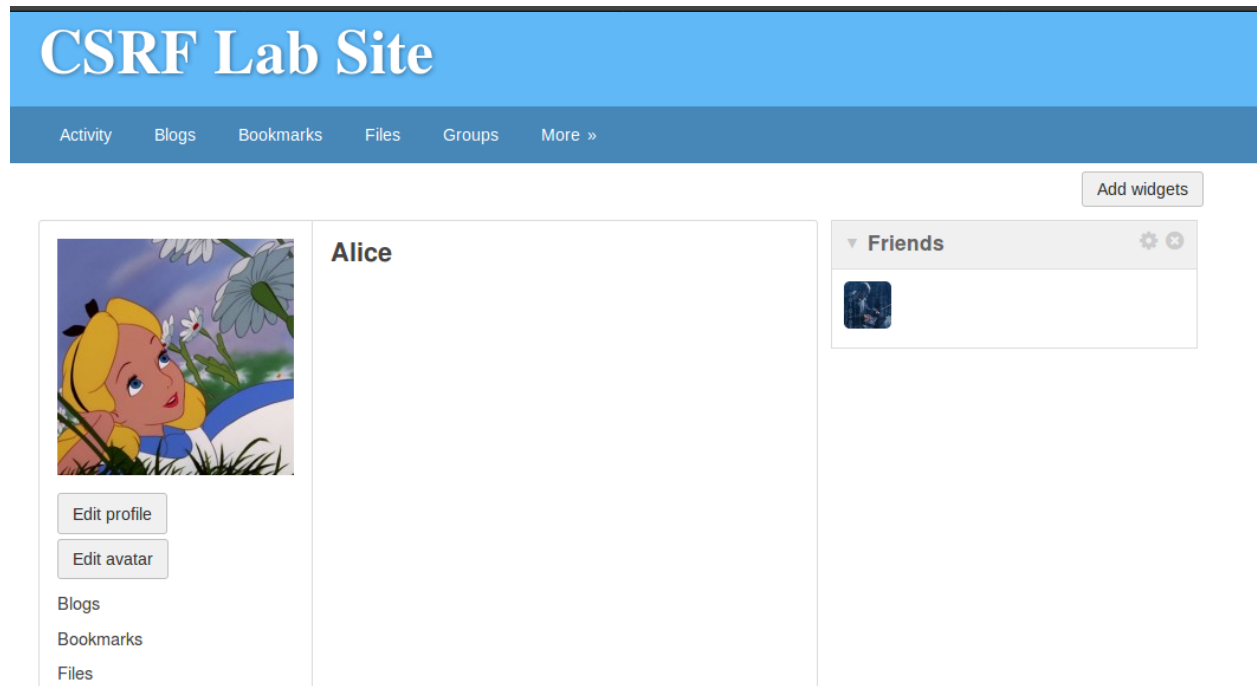 CSRF Lab Site
Activity Blogs Bookmarks Files Groups More »
Add widgets
Alice
Friends
Edit profile
Edit avatar
Blogs
Bookmarks
Files